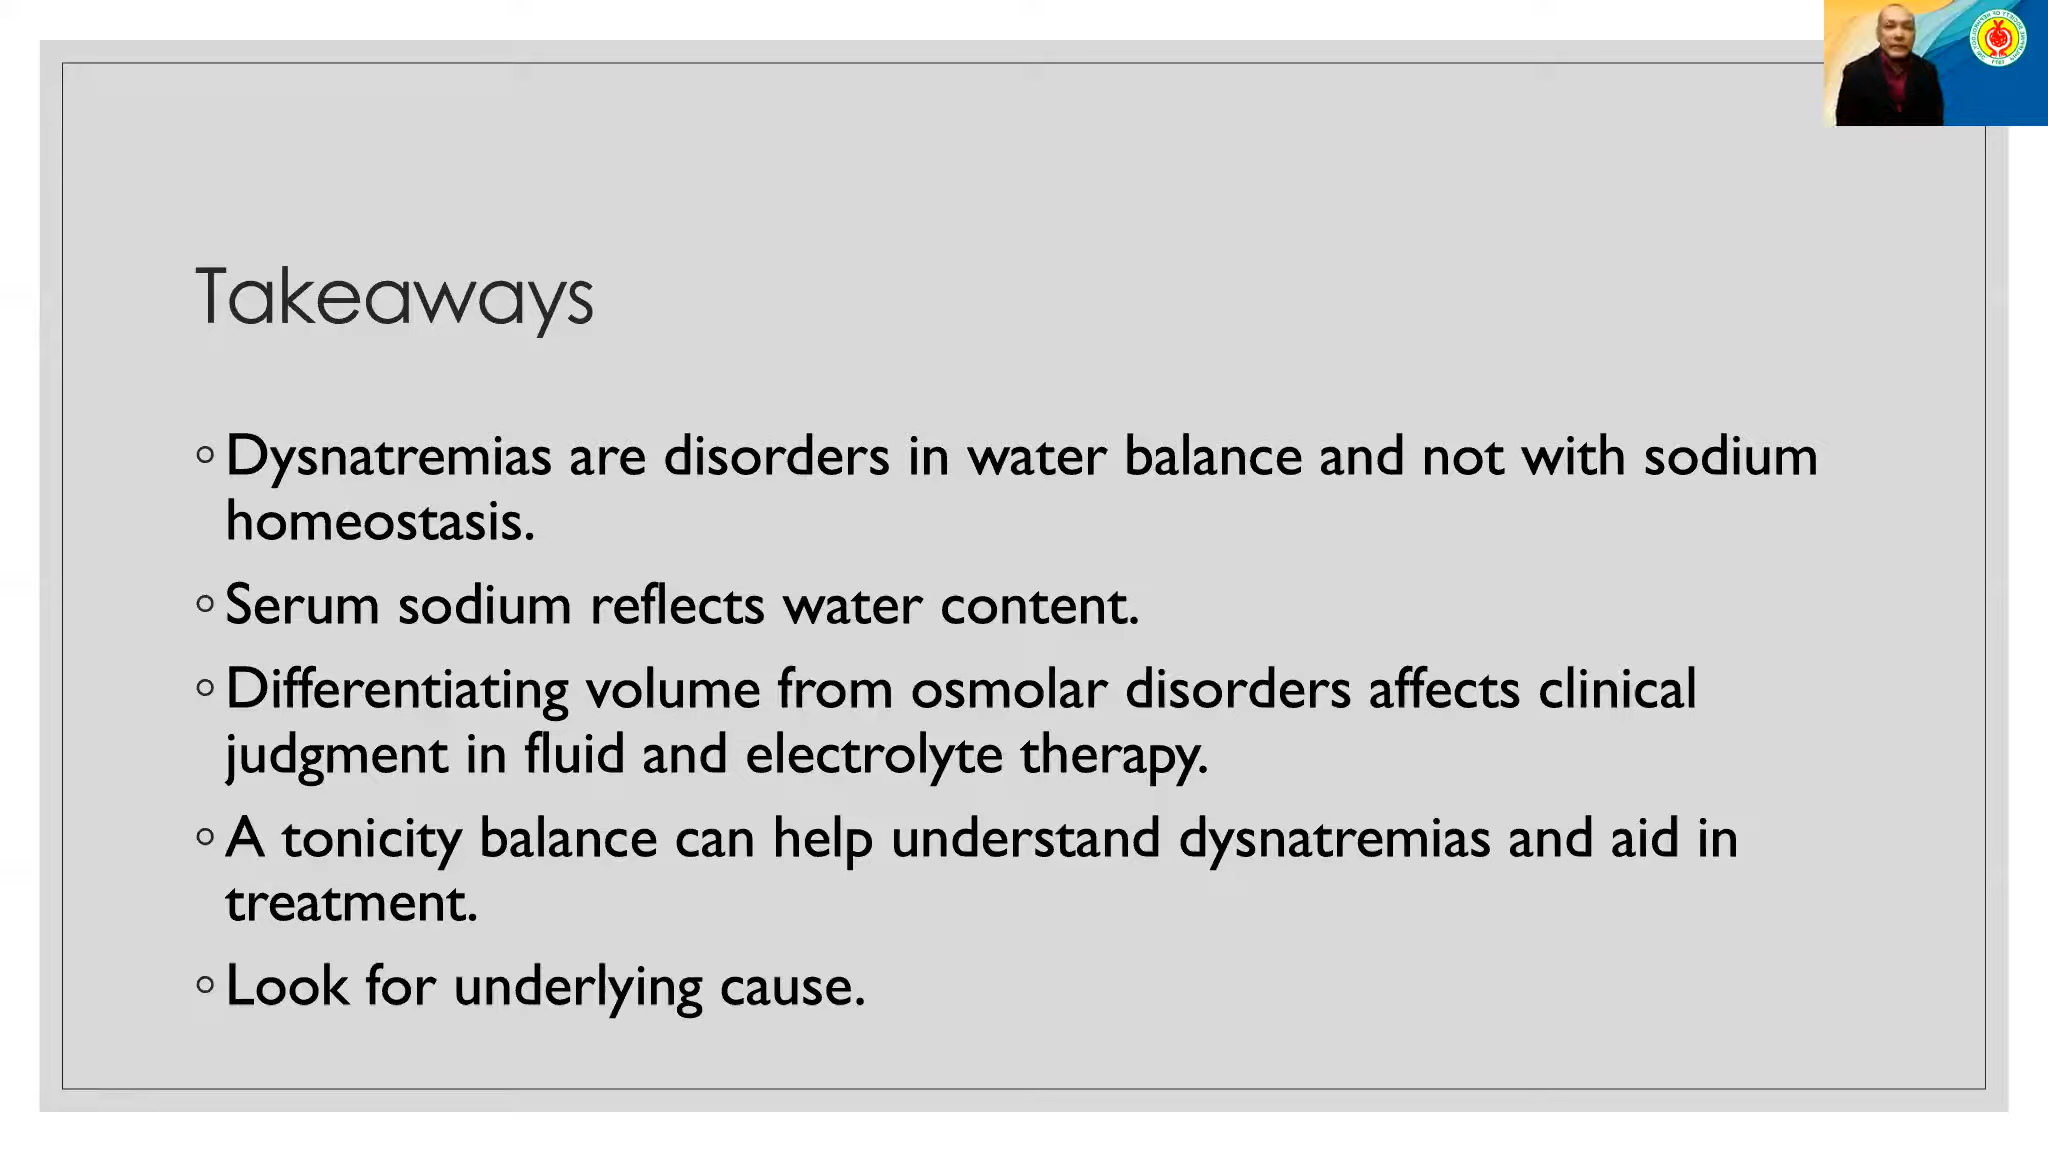 Takeaways
Dysnatremias are disorders in water balance and not with sodium
homeostasis.
Serum sodium reflects water content.
Differentiating volume from osmolar disorders affects clinical
judgment in fluid and electrolyte therapy.
A tonicity balance can help understand dysnatremias and aid in
treatment.
Look for underlying cause.